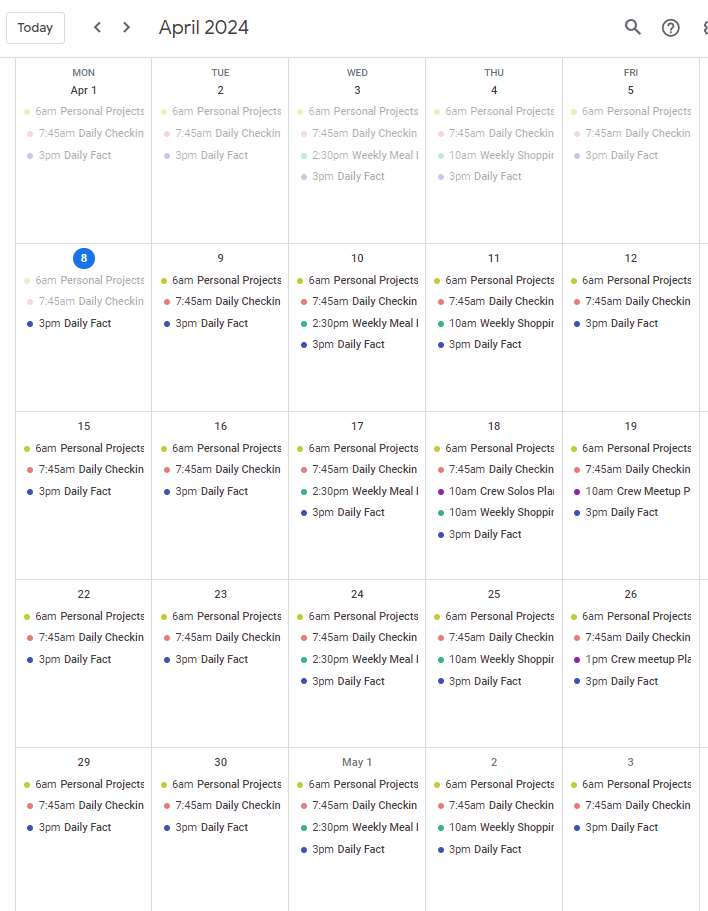 Today
April 2024
MON TUE WED THU FRI
Apr 1 2 3 4 5
6am Personal Projects 6am Personal Projects 6am Personal Projects 6am Personal Projects 6am Personal Projects
7:45am Daily Checkin 7:45am Daily Checkin 7:45am Daily Checkin 7:45am Daily Checkin 7:45am Daily Checkin
3pm Daily Fact 3pm Daily Fact 2:30pm Weekly Meal 10am Weekly Shoppin 3pm Daily Fact
3pm Daily Fact 3pm Daily Fact
8 9 10 11 12
6am Personal Projects 6am Personal Projects 6am Personal Projects 6am Personal Projects 6am Personal Projects
7:45am Daily Checkin 7:45am Daily Checkin 7:45am Daily Checkin 7:45am Daily Checkin 7:45am Daily Checkin
3pm Daily Fact 3pm Daily Fact 2:30pm Weekly Meal 10am Weekly Shoppin 3pm Daily Fact
3pm Daily Fact 3pm Daily Fact
15 16 17 18 19
6am Personal Projects 6am Personal Projects 6am Personal Projects 6am Personal Projects 6am Personal Projects
7:45am Daily Checkin 7:45am Daily Checkin 7:45am Daily Checkin 7:45am Daily Checkin 7:45am Daily Checkin
3pm Daily Fact 3pm Daily Fact 2:30pm Weekly Meal 10am Crew Solos Plan 10am Crew Meetup P
3pm Daily Fact 10am Weekly Shoppin 3pm Daily Fact
3pm Daily Fact
22 23 24 25 26
6am Personal Projects 6am Personal Projects 6am Personal Projects 6am Personal Projects 6am Personal Projects
7:45am Daily Checkin 7:45am Daily Checkin 7:45am Daily Checkin 7:45am Daily Checkin 7:45am Daily Checkin
3pm Daily Fact 3pm Daily Fact 2:30pm Weekly Meal 10am Weekly Shoppin 1pm Crew meetup Pla
3pm Daily Fact 3pm Daily Fact 3pm Daily Fact
29 30 May 1 2 3
6am Personal Projects 6am Personal Projects 6am Personal Projects 6am Personal Projects 6am Personal Projects
7:45am Daily Checkin 7:45am Daily Checkin 7:45am Daily Checkin 7:45am Daily Checkin 7:45am Daily Checkin
3pm Daily Fact 3pm Daily Fact 2:30pm Weekly Meal 10am Weekly Shoppin 3pm Daily Fact
3pm Daily Fact 3pm Daily Fact